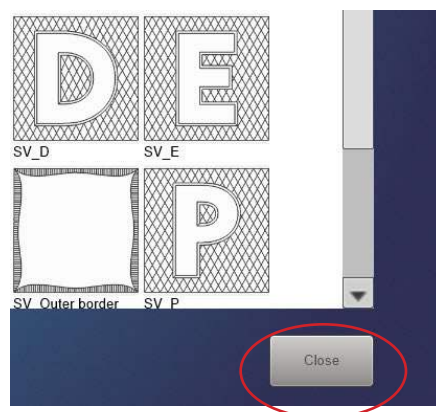 D E
SV_D SV_E
P
SV_Outer border SV_P
Close